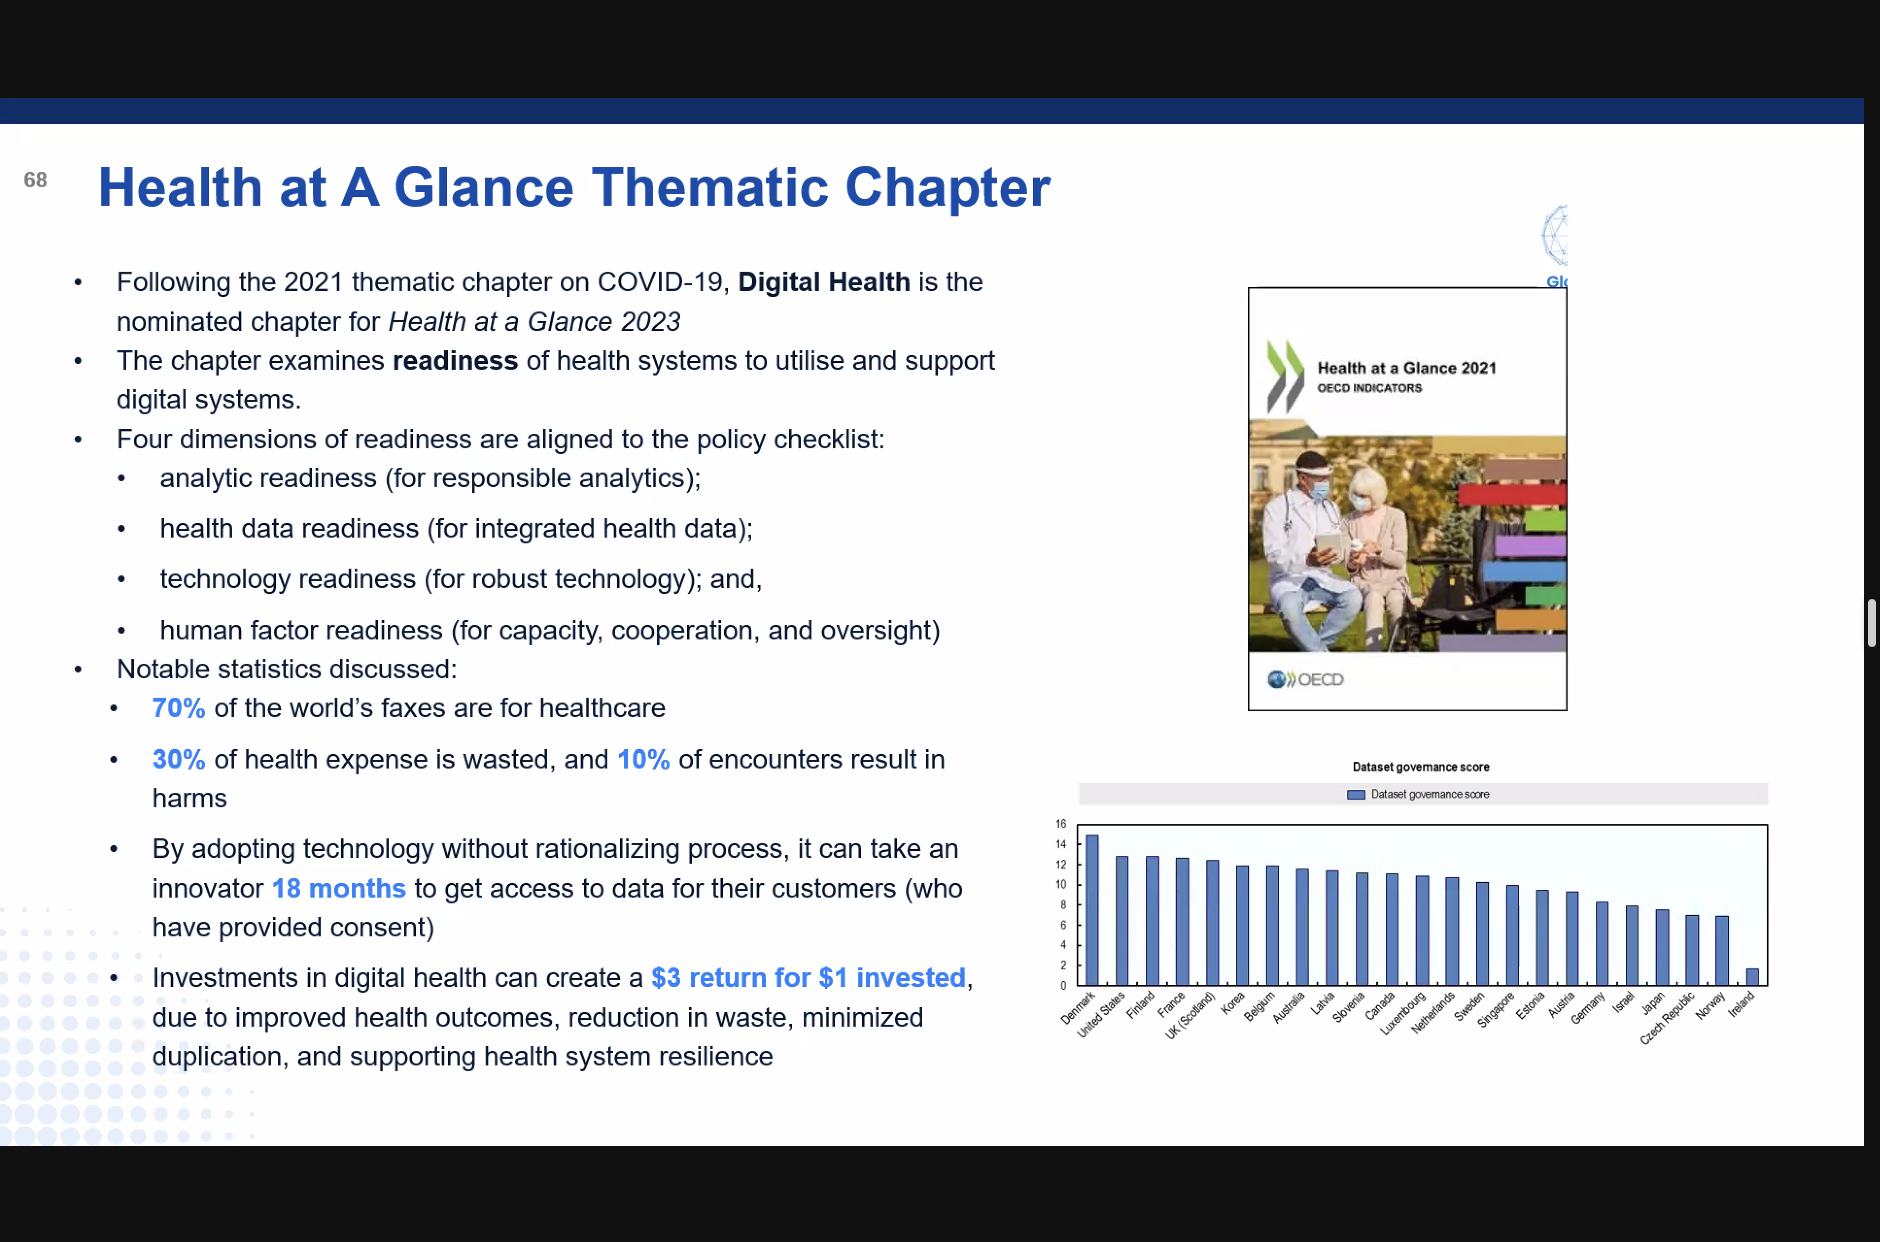 68
Health at A Glance Thematic Chapter
• Following the 2021 thematic chapter on COVID-19, Digital Health is the
nominated chapter for Health at a Glance 2023
• The chapter examines readiness of health systems to utilise and support
digital systems.
• Four dimensions of readiness are aligned to the policy checklist:
• analytic readiness (for responsible analytics);
• health data readiness (for integrated health data);
• technology readiness (for robust technology); and,
• human factor readiness (for capacity, cooperation, and oversight)
• Notable statistics discussed:
• 70% of the world’s faxes are for healthcare
• 30% of health expense is wasted, and 10% of encounters result in
harms
• By adopting technology without rationalizing process, it can take an
innovator 18 months to get access to data for their customers (who
have provided consent)
• Investments in digital health can create a $3 return for $1 invested,
due to improved health outcomes, reduction in waste, minimized
duplication, and supporting health system resilience
Health at a Glance 2021
OECD INDICATORS
OECD
Dataset governance score
Dataset governance score
16
14
12
10
8
6
4
2
0
Denmark
United States
Finland
France
UK (Scotland)
Korea
Belgium
Australia
Latvia
Slovenia
Canada
Luxembourg
Netherlands
Sweden
Singapore
Estonia
Austria
Germany
Israel
Japan
Czech Republic
Norway
Ireland